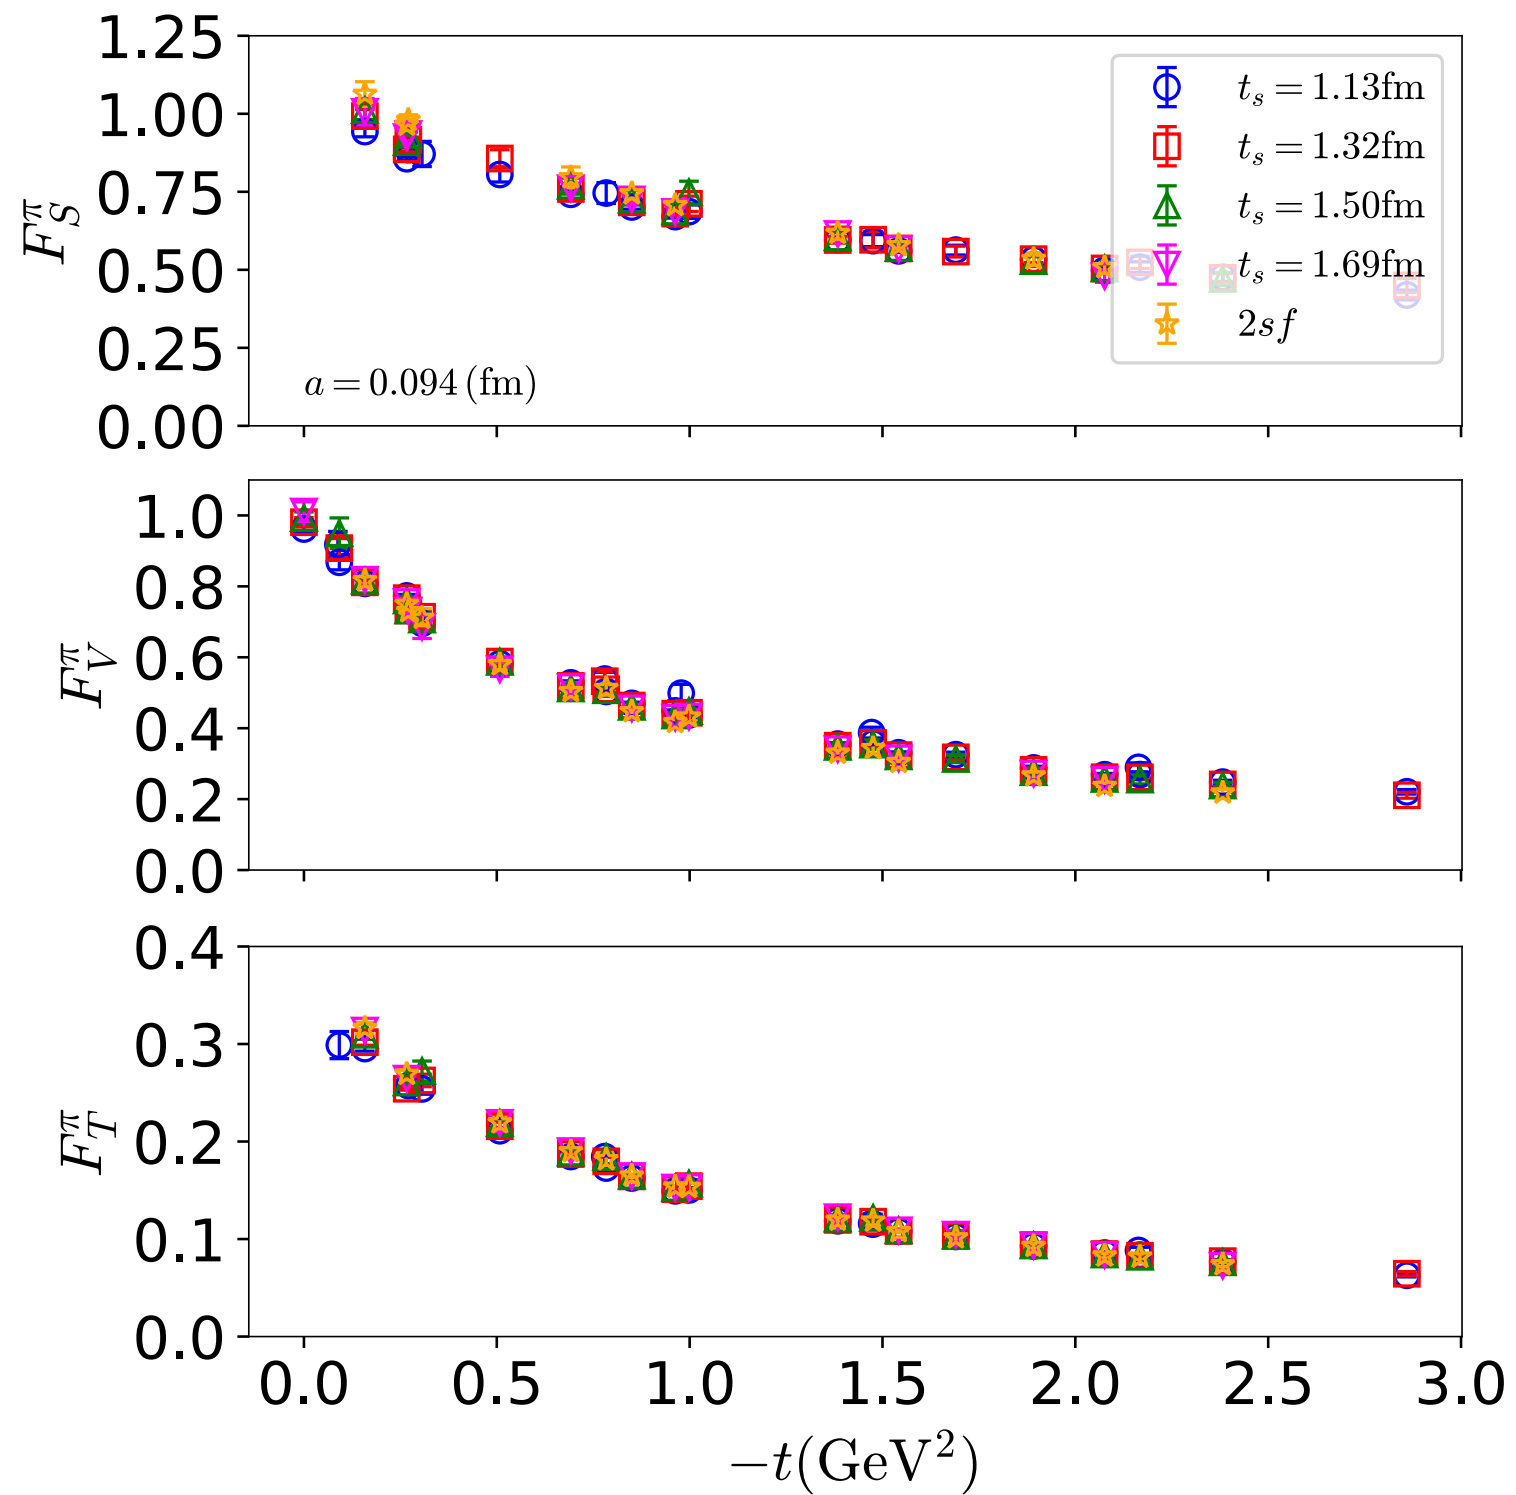 1.25
1.00
0.75
0.50
0.25
0.00
F_S^π
a = 0.094 (fm)
t_s = 1.13fm
t_s = 1.32fm
t_s = 1.50fm
t_s = 1.69fm
2sf
1.0
0.8
0.6
0.4
0.2
0.0
F_V^π
0.4
0.3
0.2
0.1
0.0
F_T^π
0.0 0.5 1.0 1.5 2.0 2.5 3.0
−t(GeV²)